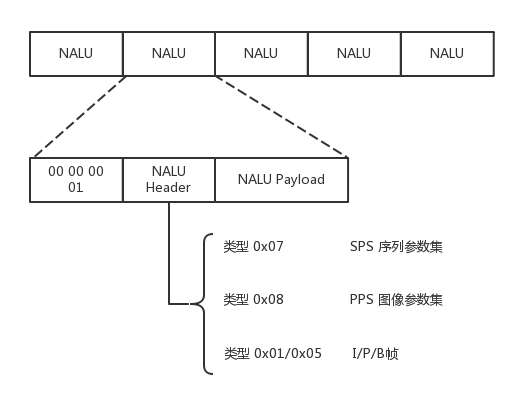 NALU NALU NALU NALU NALU
00 00 00
01
NALU
Header
NALU Payload
类型 0x07 SPS 序列参数集
类型 0x08 PPS 图像参数集
类型 0x01/0x05 I/P/B帧